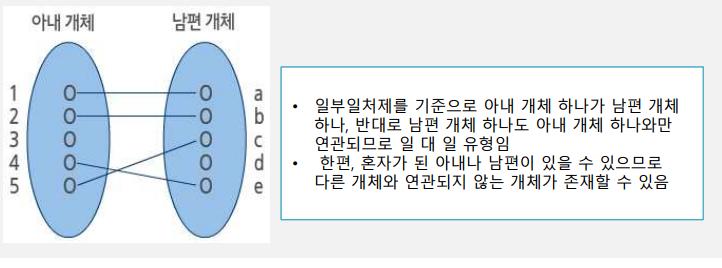 아내 개체 남편 개체
1 a
2 b
3 c
4 d
5 e
• 일부일처제를 기준으로 아내 개체 하나가 남편 개체
하나, 반대로 남편 개체 하나도 아내 개체 하나와만
연관되므로 일 대 일 유형임
• 한편, 혼자가 된 아내나 남편이 있을 수 있으므로
다른 개체와 연관되지 않는 개체가 존재할 수 있음